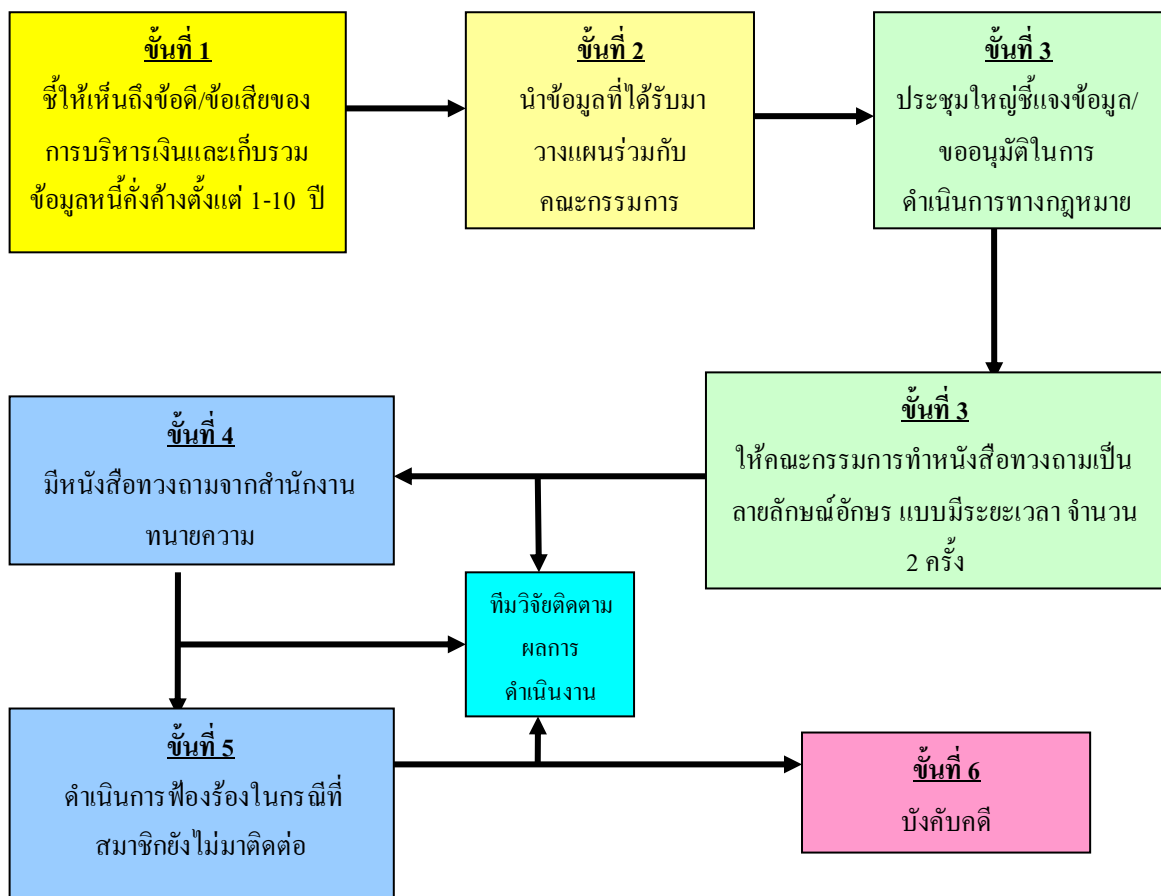 ขั้นที่ 1
ชี้ให้เห็นถึงข้อดี/ข้อเสียของ
การบริหารเงินและเก็บรวม
ข้อมูลหนี้คั่งค้างตั้งแต่ 1-10 ปี
ขั้นที่ 2
นำข้อมูลที่ได้รับมา
วางแผนร่วมกับ
คณะกรรมการ
ขั้นที่ 3
ประชุมใหญ่ชี้แจงข้อมูล/
ขออนุมัติในการ
ดำเนินการทางกฎหมาย
ขั้นที่ 3
ให้คณะกรรมการทำหนังสือทวงถามเป็น
ลายลักษณ์อักษร แบบมีระยะเวลา จำนวน
2 ครั้ง
ขั้นที่ 4
มีหนังสือทวงถามจากสำนักงาน
ทนายความ
ทีมวิจัยติดตาม
ผลการ
ดำเนินงาน
ขั้นที่ 5
ดำเนินการฟ้องร้องในกรณีที่
สมาชิกยังไม่มาติดต่อ
ขั้นที่ 6
บังคับคดี